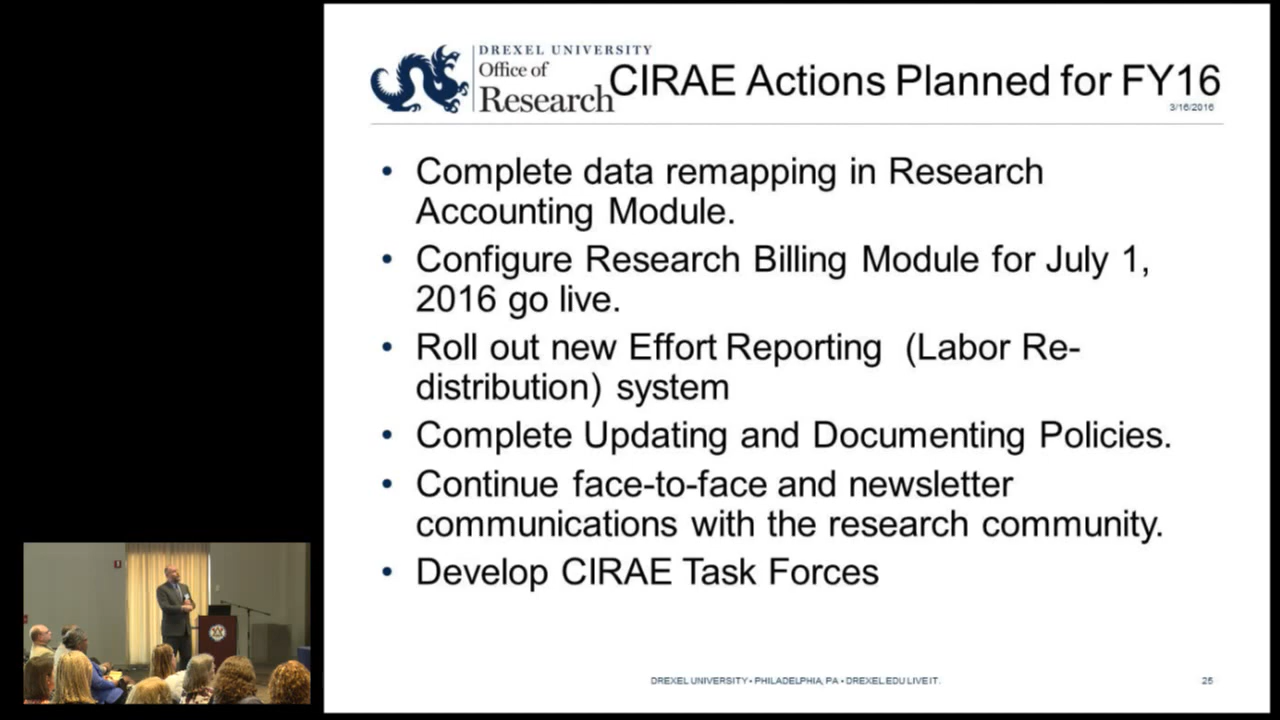 DREXEL UNIVERSITY
Office of
Research
CIRAE Actions Planned for FY16
3/16/2016
• Complete data remapping in Research
Accounting Module.
• Configure Research Billing Module for July 1,
2016 go live.
• Roll out new Effort Reporting (Labor Re-
distribution) system
• Complete Updating and Documenting Policies.
• Continue face-to-face and newsletter
communications with the research community.
• Develop CIRAE Task Forces
DREXEL UNIVERSITY • PHILADELPHIA, PA • DREXEL.EDU LIVE IT.
25